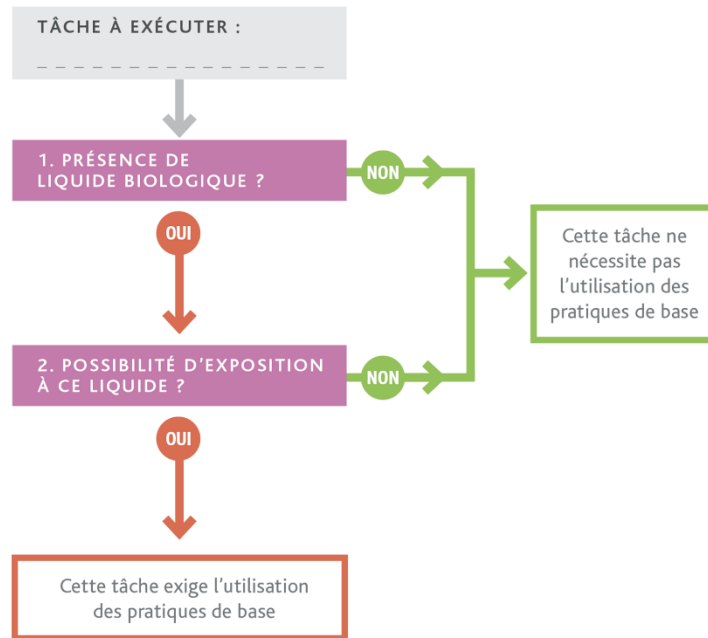 TÂCHE À EXÉCUTER :
1. PRÉSENCE DE
LIQUIDE BIOLOGIQUE ?
NON
OUI
Cette tâche ne
nécessite pas
l'utilisation des
pratiques de base
2. POSSIBILITÉ D'EXPOSITION
À CE LIQUIDE ?
NON
OUI
Cette tâche exige l'utilisation
des pratiques de base